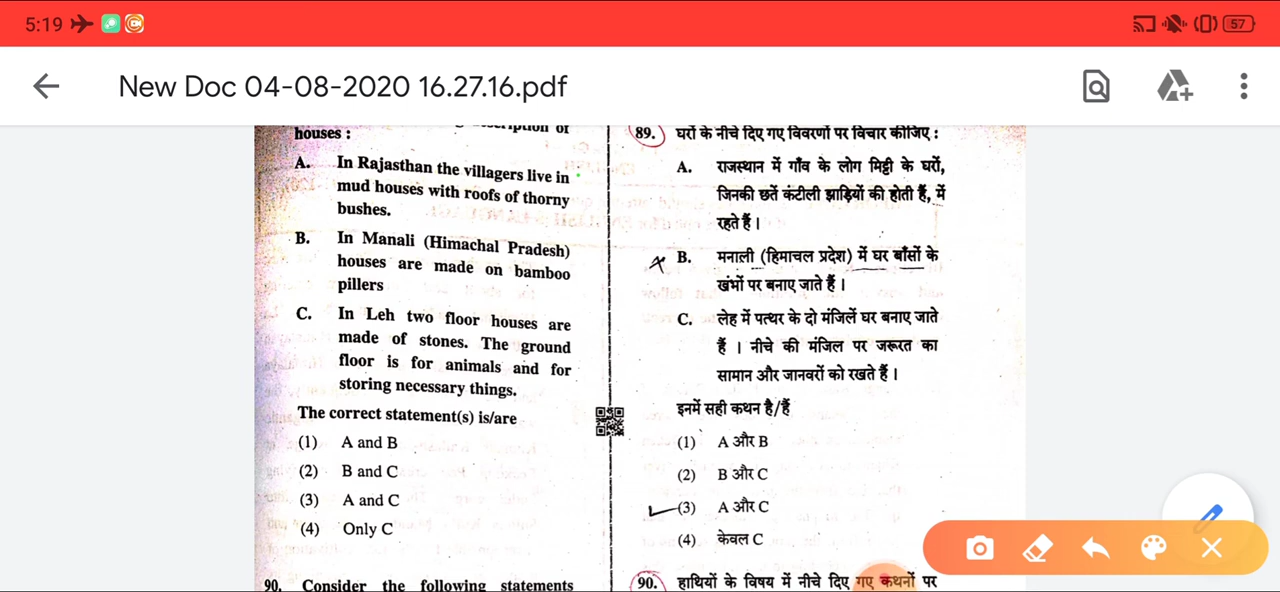 5:19
57
New Doc 04-08-2020 16.27.16.pdf
houses :
A. In Rajasthan the villagers live in
mud houses with roofs of thorny
bushes.
B. In Manali (Himachal Pradesh)
houses are made on bamboo
pillers
C. In Leh two floor houses are
made of stones. The ground
floor is for animals and for
storing necessary things.
The correct statement(s) is/are
(1) A and B
(2) B and C
(3) A and C
(4) Only C
90. Consider the following statements
89. घरों के नीचे दिए गए विवरणों पर विचार कीजिए :
A. राजस्थान में गाँव के लोग मिट्टी के घरों,
जिनकी छतें कंटीली झाड़ियों की होती हैं, में
रहते हैं ।
B. मनाली (हिमाचल प्रदेश) में घर बाँसों के
खंभों पर बनाए जाते हैं ।
C. लेह में पत्थर के दो मंजिलें घर बनाए जाते
हैं । नीचे की मंजिल पर जरूरत का
सामान और जानवरों को रखते हैं ।
इनमें सही कथन है/हैं
(1) A और B
(2) B और C
(3) A और C
(4) केवल C
90. हाथियों के विषय में नीचे दिए गए कथनों पर